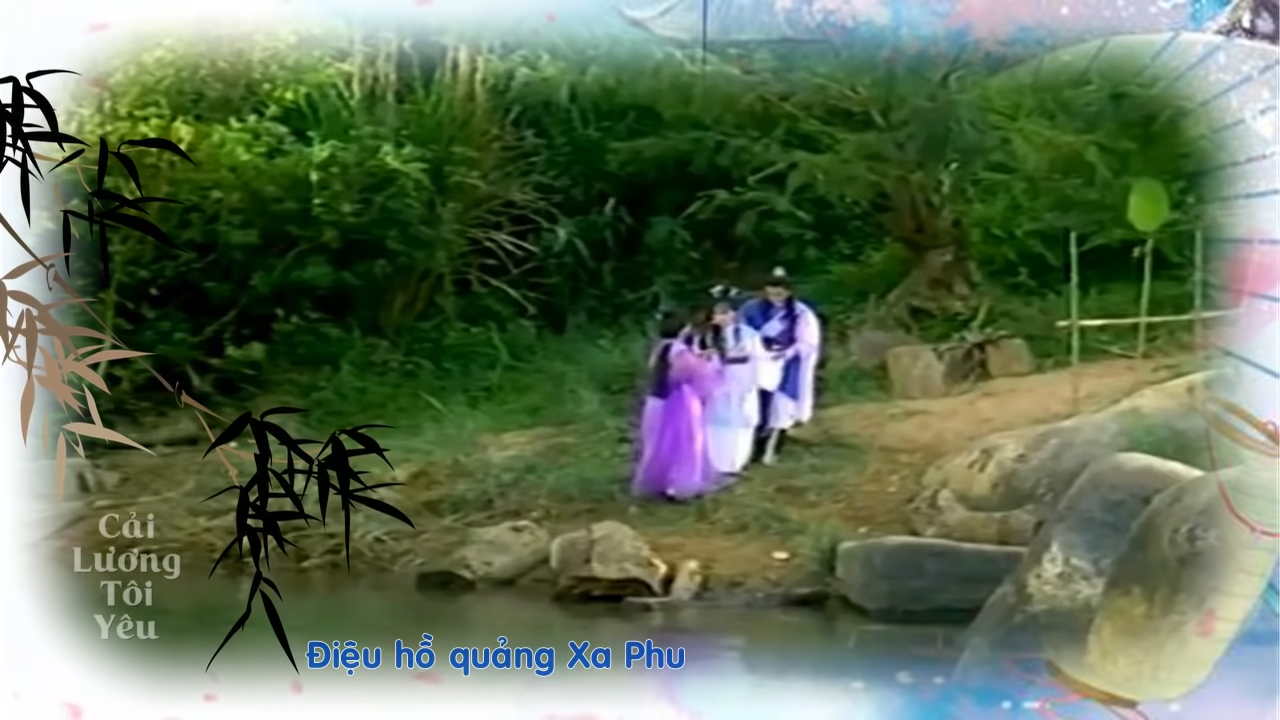 Cải
Lương
Tôi
Yêu
Điệu hồ quảng Xa Phu